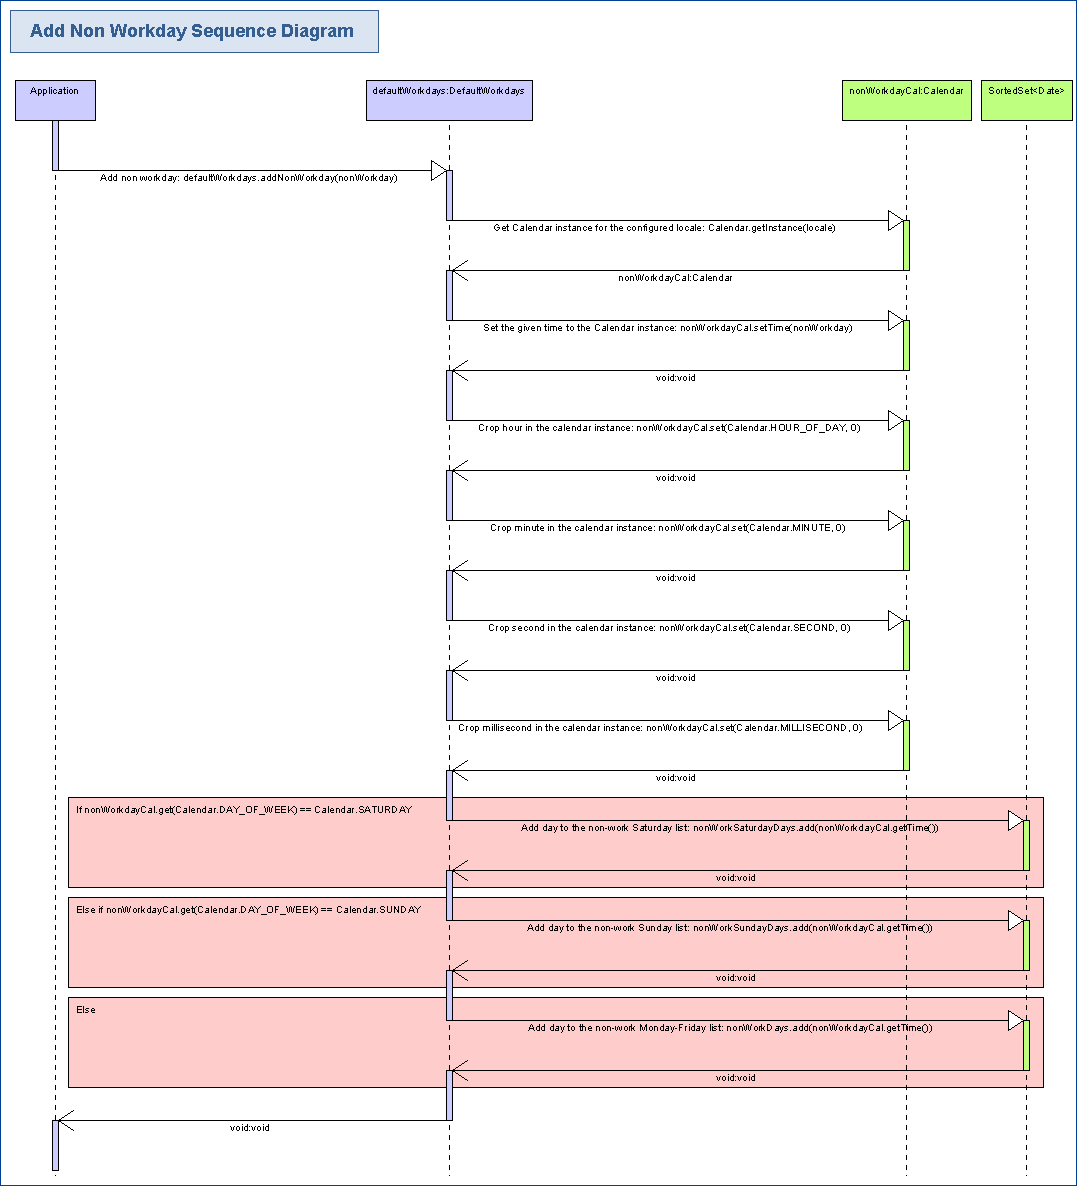 Add Non Workday Sequence Diagram
Application
defaultWorkdays:DefaultWorkdays
nonWorkdayCal:Calendar
SortedSet<Date>
Add non workday: defaultWorkdays.addNonWorkday(nonWorkday)
Get Calendar instance for the configured locale: Calendar.getInstance(locale)
nonWorkdayCal:Calendar
Set the given time to the Calendar instance: nonWorkdayCal.setTime(nonWorkday)
void:void
Crop hour in the calendar instance: nonWorkdayCal.set(Calendar.HOUR_OF_DAY, 0)
void:void
Crop minute in the calendar instance: nonWorkdayCal.set(Calendar.MINUTE, 0)
void:void
Crop second in the calendar instance: nonWorkdayCal.set(Calendar.SECOND, 0)
void:void
Crop millisecond in the calendar instance: nonWorkdayCal.set(Calendar.MILLISECOND, 0)
void:void
If nonWorkdayCal.get(Calendar.DAY_OF_WEEK) == Calendar.SATURDAY
Add day to the non-work Saturday list: nonWorkSaturdayDays.add(nonWorkdayCal.getTime())
void:void
Else if nonWorkdayCal.get(Calendar.DAY_OF_WEEK) == Calendar.SUNDAY
Add day to the non-work Sunday list: nonWorkSundayDays.add(nonWorkdayCal.getTime())
void:void
Else
Add day to the non-work Monday-Friday list: nonWorkDays.add(nonWorkdayCal.getTime())
void:void
void:void